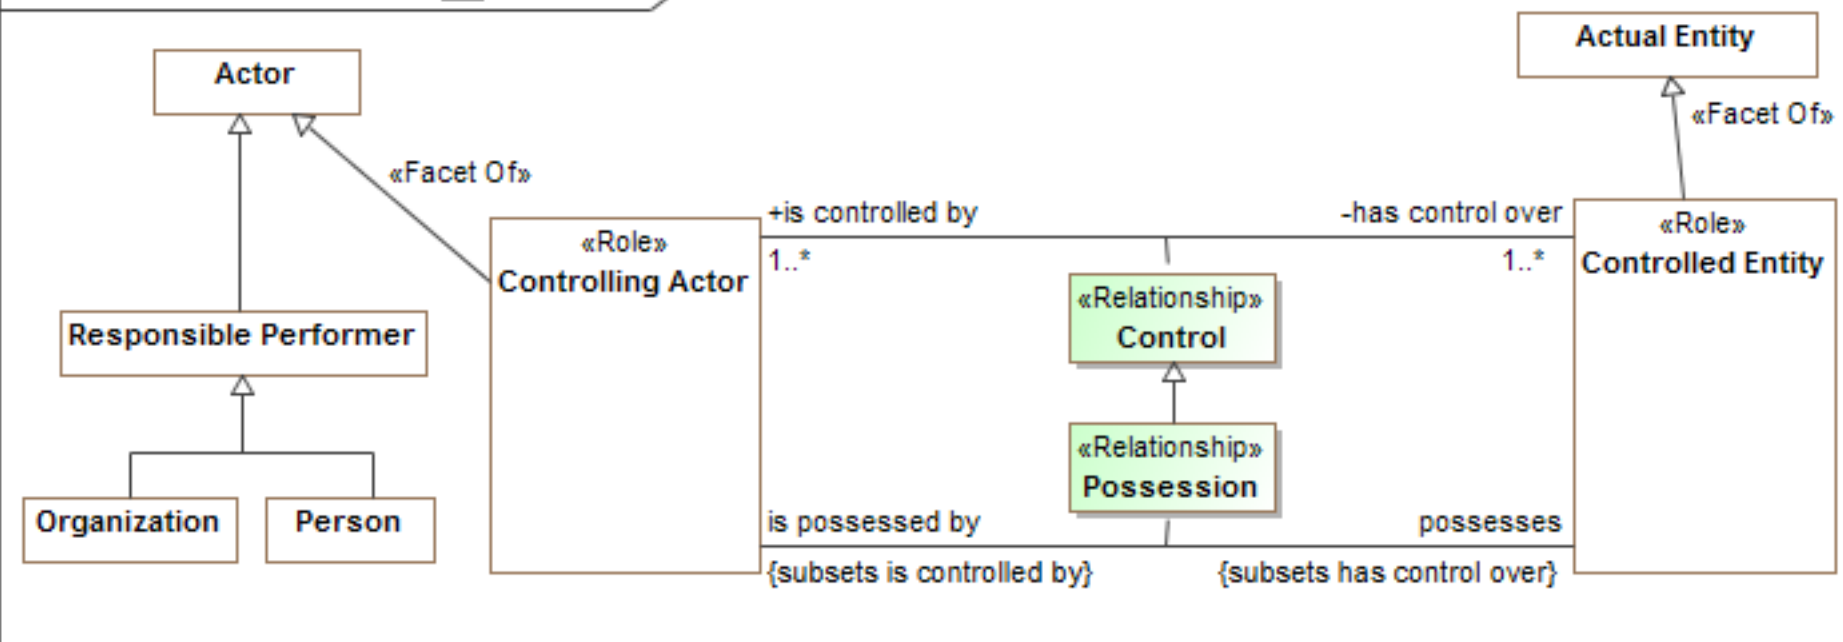 Actor
Actual Entity
«Facet Of»
«Facet Of»
+is controlled by
-has control over
1..*
1..*
«Role»
Controlling Actor
«Role»
Controlled Entity
«Relationship»
Control
Responsible Performer
«Relationship»
Possession
Organization
Person
is possessed by
possesses
{subsets is controlled by}
{subsets has control over}